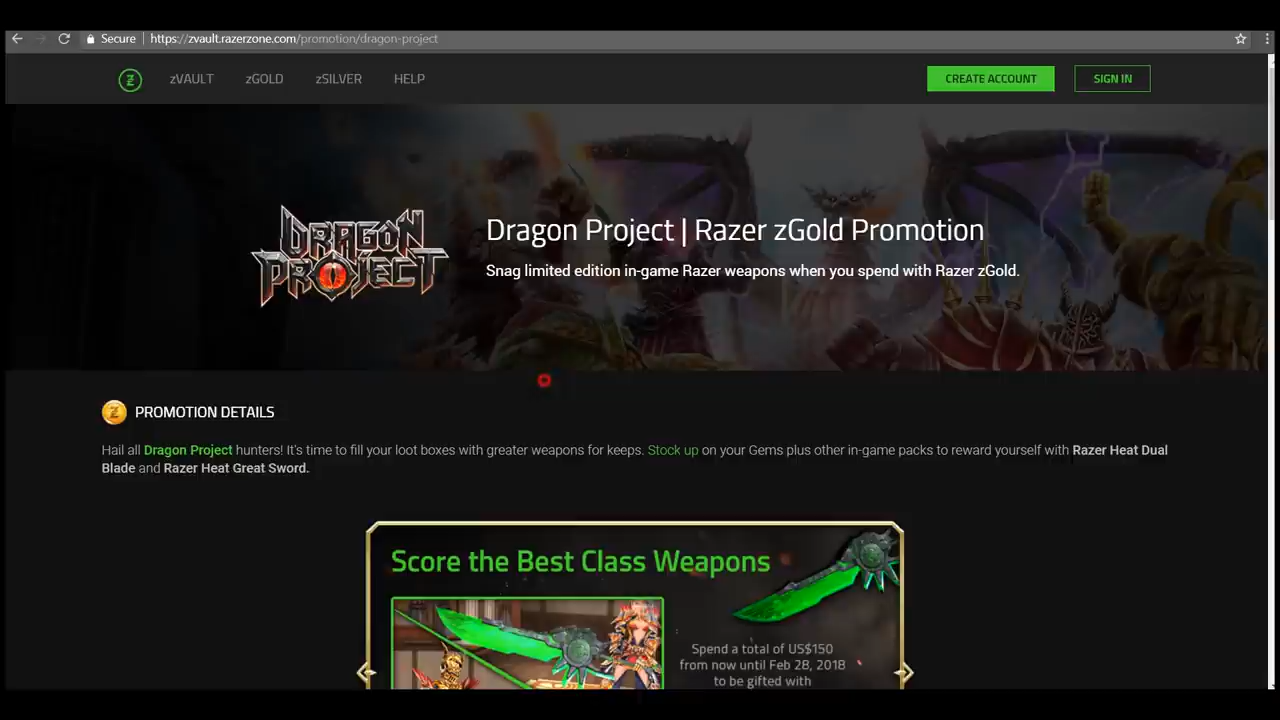 Secure
https://zvault.razerzone.com/promotion/dragon-project
zVAULT zGOLD zSILVER HELP CREATE ACCOUNT SIGN IN
DRAGON
PROJECT
Dragon Project | Razer zGold Promotion
Snag limited edition in-game Razer weapons when you spend with Razer zGold.
PROMOTION DETAILS
Hail all Dragon Project hunters! It's time to fill your loot boxes with greater weapons for keeps. Stock up on your Gems plus other in-game packs to reward yourself with Razer Heat Dual
Blade and Razer Heat Great Sword.
Score the Best Class Weapons
Spend a total of US$150
from now until Feb 28, 2018
to be gifted with